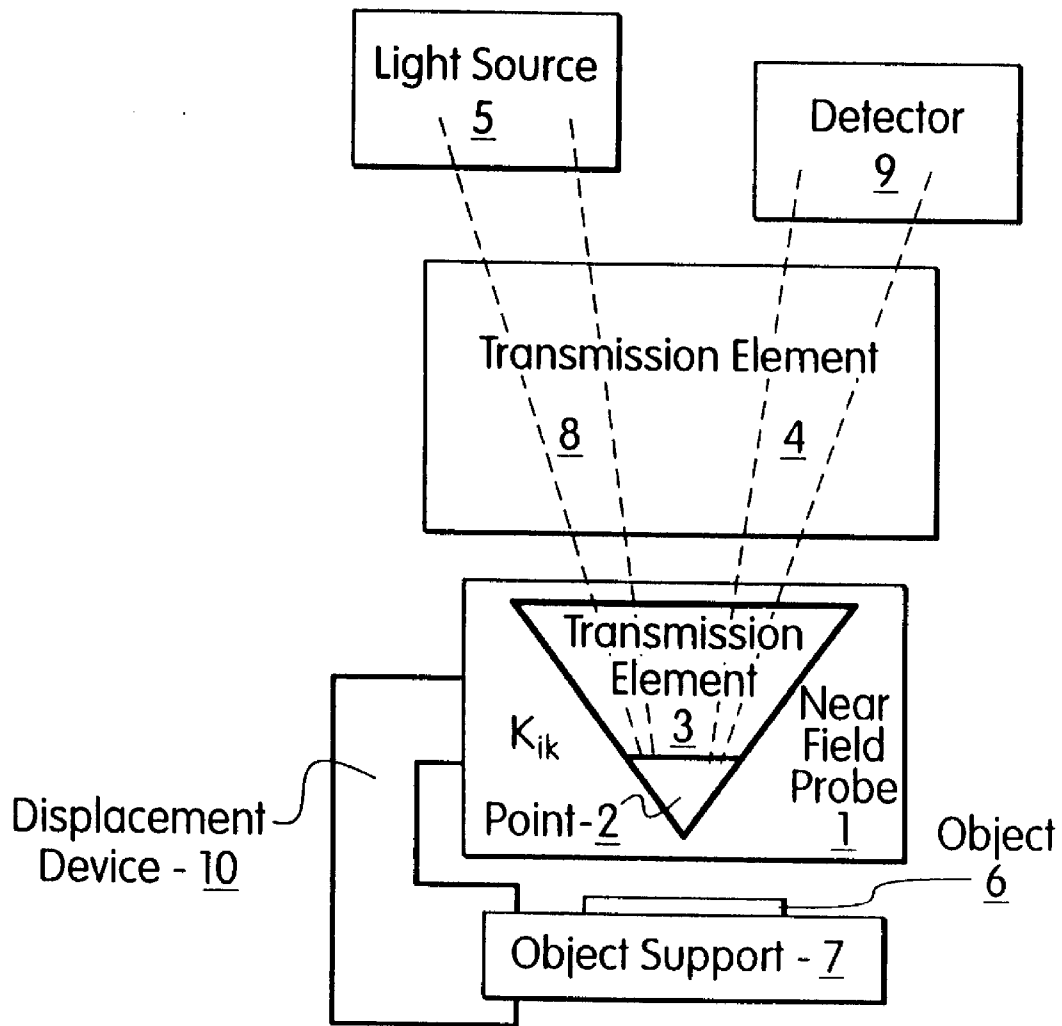 Light Source
5
Detector
9
Transmission Element
8
4
Transmission
Element
3
K_ik
Near
Field
Probe
1
Point-2
Displacement
Device - 10
Object
6
Object Support - 7